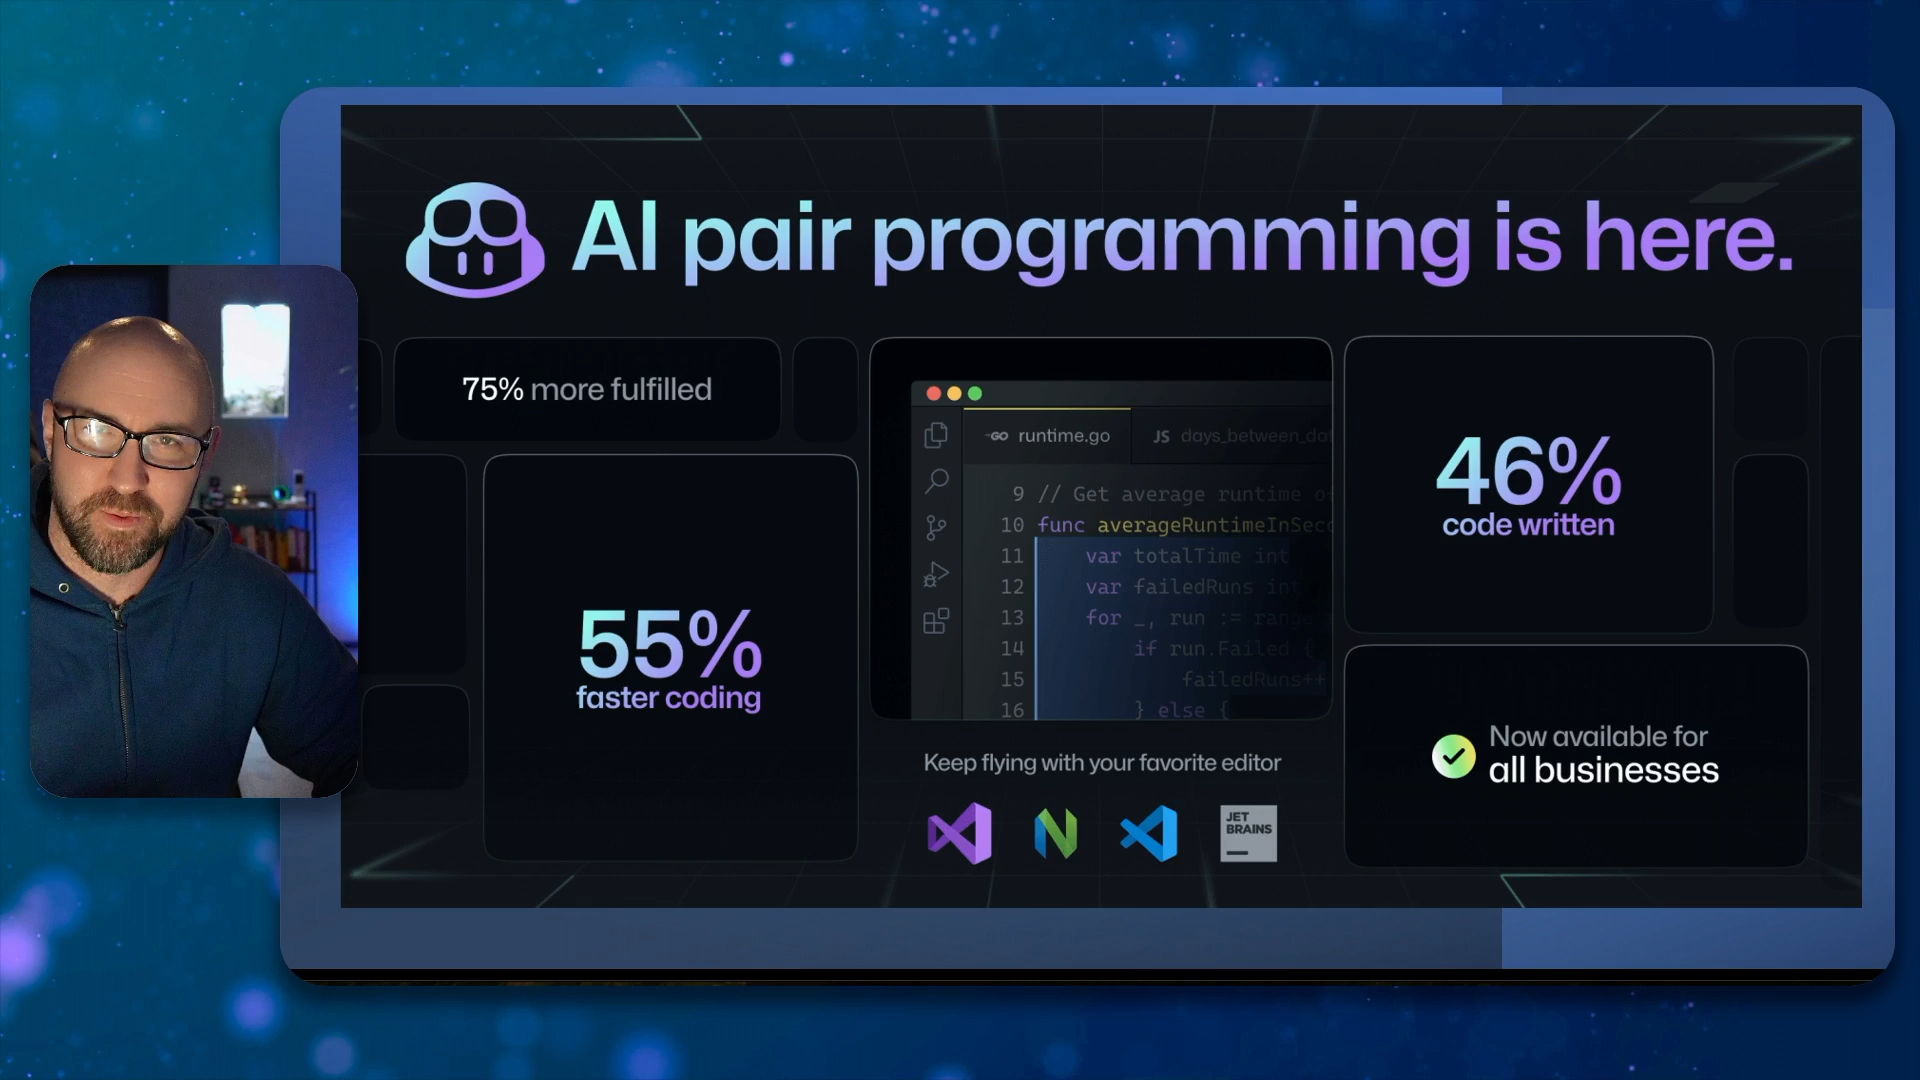 AI pair programming is here.
75% more fulfilled
55%
faster coding
runtime.go
JS days_between_da
9 // Get average runtime o
10 func averageRuntimeInSec
11 var totalTime int
12 var failedRuns int
13 for _, run := range
14 if run.Failed {
15 failedRuns++
16 } else {
Keep flying with your favorite editor
JET
BRAINS
46%
code written
Now available for
all businesses